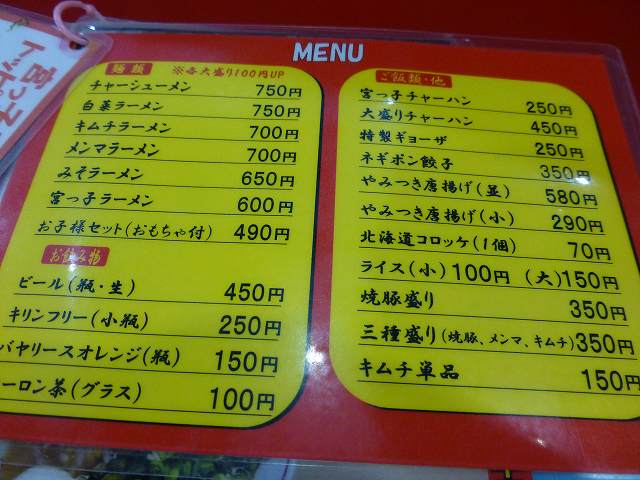 MENU
麺類 ※各大盛り100円UP
チャーシューメン 750円
白菜ラーメン 750円
キムチラーメン 700円
メンマラーメン 700円
みそラーメン 650円
宮っ子ラーメン 600円
お子様セット(おもちゃ付) 490円
お飲み物
ビール(瓶・生) 450円
キリンフリー(小瓶) 250円
バヤリースオレンジ(瓶) 150円
ーロン茶(グラス) 100円
ご飯類・他
宮っ子チャーハン 250円
大盛りチャーハン 450円
特製ギョーザ 250円
ネギポン餃子 350円
やみつき唐揚げ(並) 580円
やみつき唐揚げ(小) 290円
北海道コロッケ(1個) 70円
ライス(小)100円 (大)150円
焼豚盛り 350円
三種盛り(焼豚、メンマ、キムチ)350円
キムチ単品 150円
宮っ子